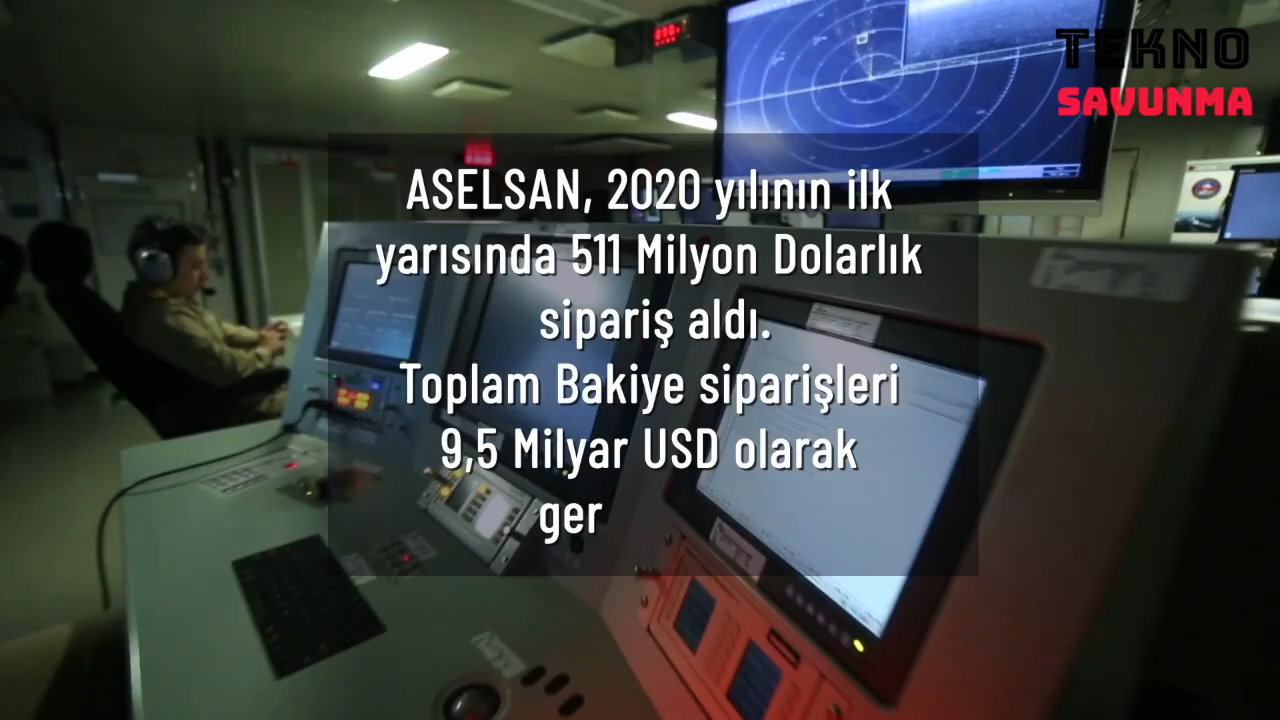 TEKNO
SAVUNMA
ASELSAN, 2020 yılının ilk
yarısında 511 Milyon Dolarlık
sipariş aldı.
Toplam Bakiye siparişleri
9,5 Milyar USD olarak
ger